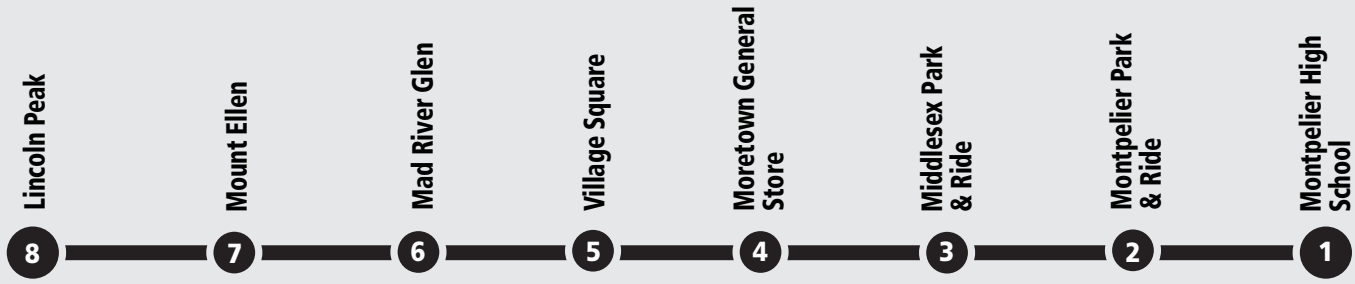 Lincoln Peak
Mount Ellen
Mad River Glen
Village Square
Moretown General
Store
Middlesex Park
& Ride
Montpelier Park
& Ride
Montpelier High
School
8
7
6
5
4
3
2
1